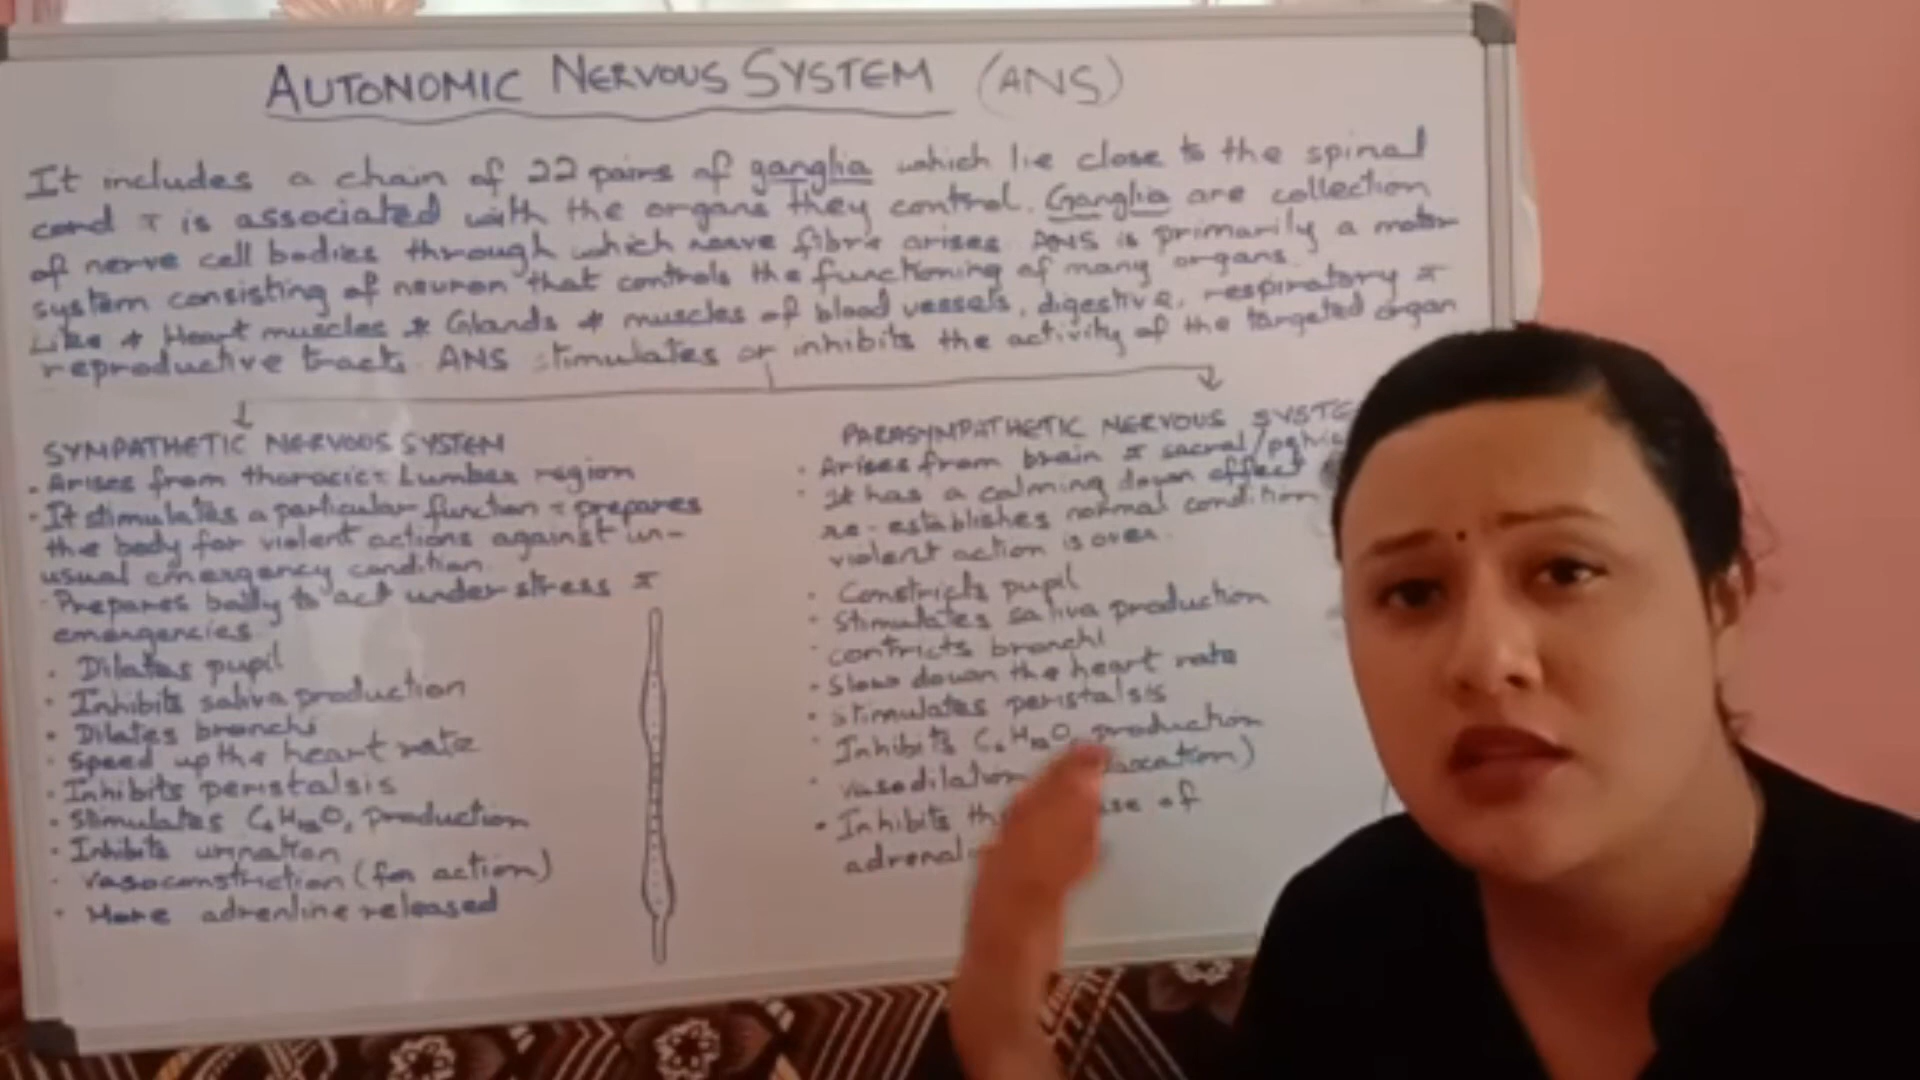 AUTONOMIC NERVOUS SYSTEM (ANS)
It includes a chain of 22 pairs of ganglia which lie close to the spinal
cord & is associated with the organs they control. Ganglia are collection
of nerve cell bodies through which nerve fibre arises. ANS is primarily a motor
system consisting of neuron that controls the functioning of many organs.
Like * Heart muscles * Glands * muscles of blood vessels, digestive, respiratory &
reproductive tracts. ANS stimulates or inhibits the activity of the targeted organ
SYMPATHETIC NERVOUS SYSTEM
• Arises from thoracic & Lumbar region
• It stimulates a particular function & prepares
the body for violent actions against un-
usual emergency condition.
• Prepares body to act under stress &
emergencies.
• Dilates pupil
• Inhibits saliva production
• Dilates bronchi
• Speed up the heart rate
• Inhibits peristalsis
• Stimulates C6H12O6 production
• Inhibits urination
• vasoconstriction (for action)
• More adrenline released
PARASYMPATHETIC NERVOUS SYSTE
• Arises from brain & sacral/pelvic
• It has a calming down effect
re-establishes normal condition
violent action is over.
• Constricts pupil
• Stimulates saliva production
• contricts bronchi
• Slow down the heart rate
• stimulates peristalsis
• Inhibits C6H12O6 production
• vasodilation axation)
• Inhibits the se of
adrenali